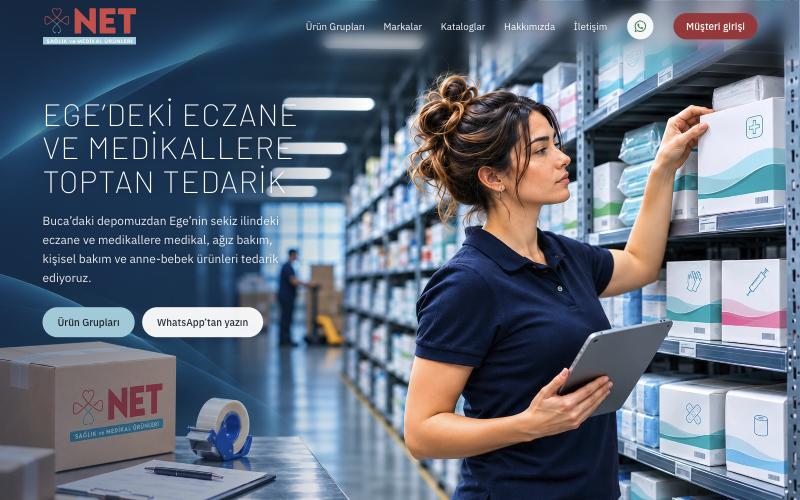 NET
SAĞLIK ve MEDİKAL ÜRÜNLERİ
Ürün Grupları
Markalar
Kataloglar
Hakkımızda
İletişim
Müşteri girişi
EGE’DEKİ ECZANE
VE MEDİKALLERE
TOPTAN TEDARİK
Buca’daki depomuzdan Ege’nin sekiz ilindeki
eczane ve medikallere medikal, ağız bakım,
kişisel bakım ve anne-bebek ürünleri tedarik
ediyoruz.
Ürün Grupları
WhatsApp’tan yazın
NET
SAĞLIK ve MEDİKAL ÜRÜNLERİ